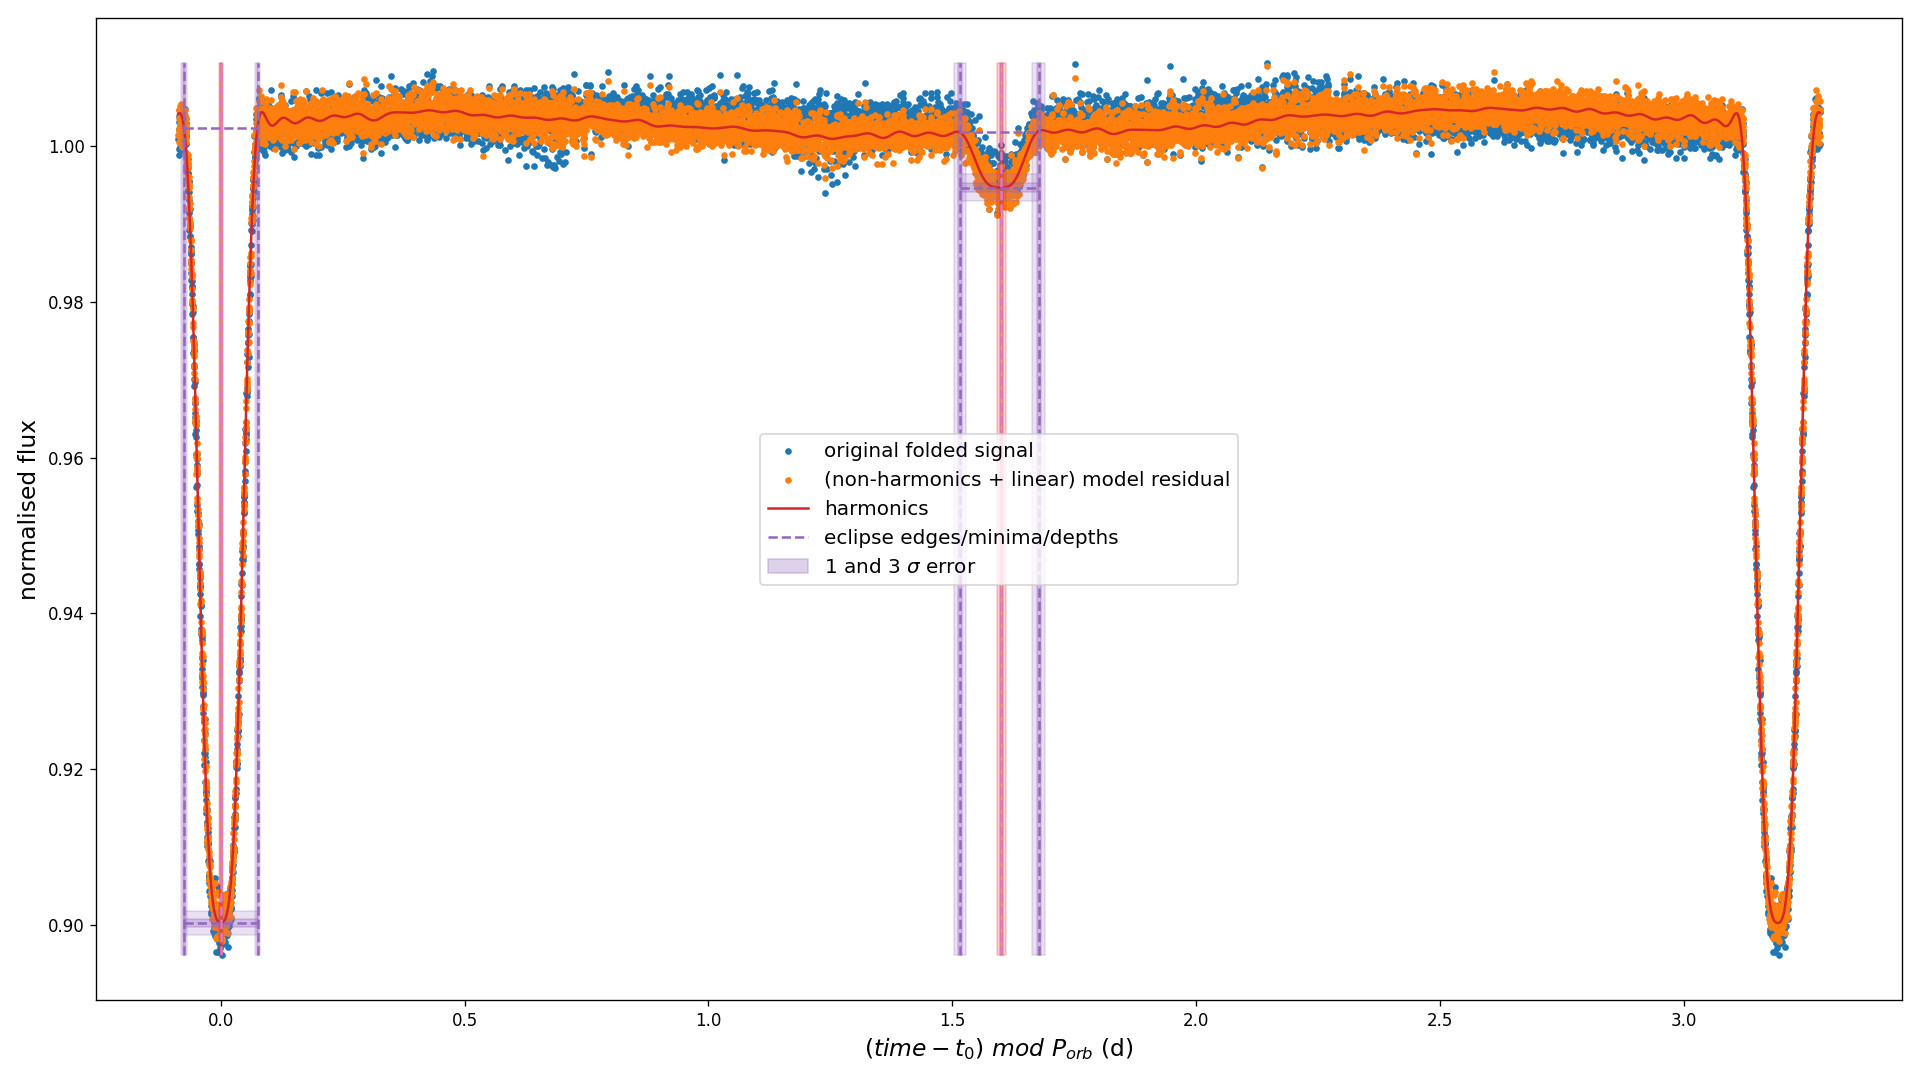 normalised flux
1.00
0.98
0.96
0.94
0.92
0.90
original folded signal
(non-harmonics + linear) model residual
harmonics
eclipse edges/minima/depths
1 and 3 σ error
0.0 0.5 1.0 1.5 2.0 2.5 3.0
(time − t₀) mod Pₒᵣb (d)